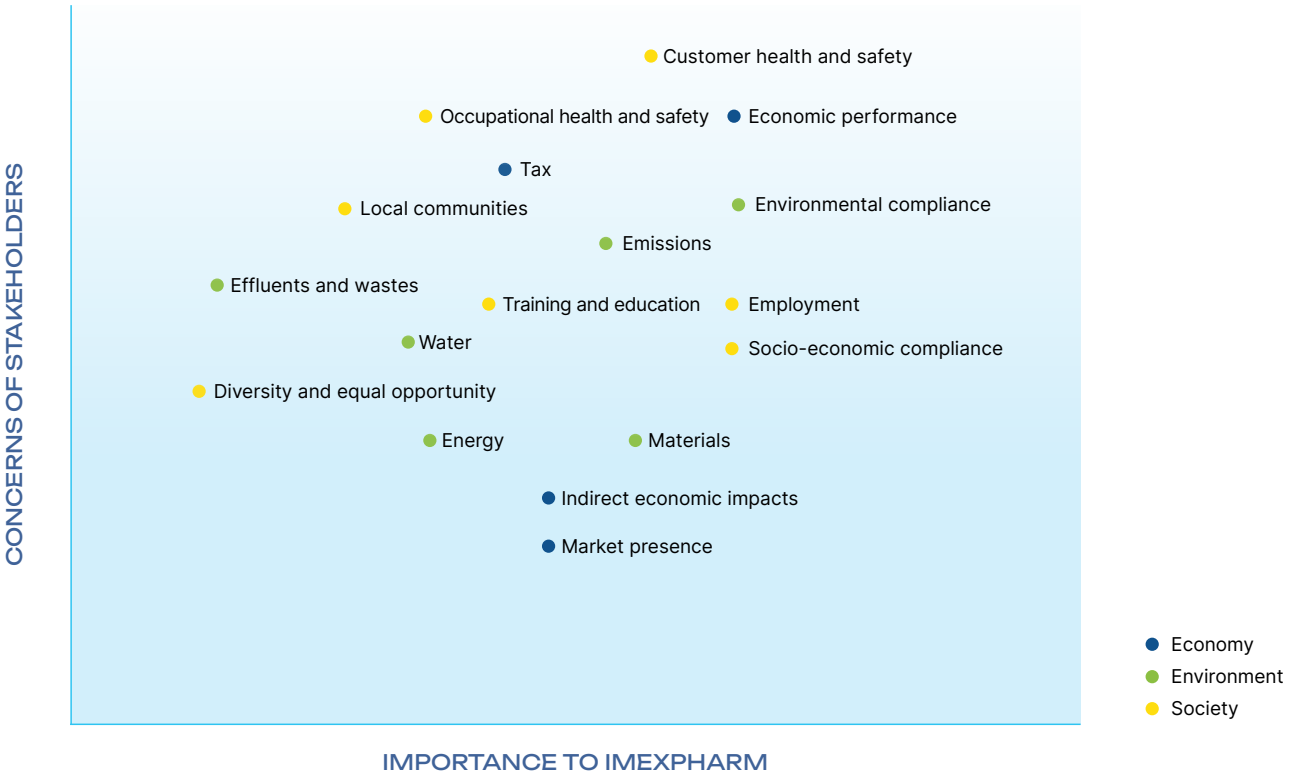 CONCERNS OF STAKEHOLDERS
Customer health and safety
Occupational health and safety
Economic performance
Tax
Environmental compliance
Local communities
Emissions
Effluents and wastes
Training and education
Employment
Water
Socio-economic compliance
Diversity and equal opportunity
Energy
Materials
Indirect economic impacts
Market presence
Economy
Environment
Society
IMPORTANCE TO IMEXPHARM